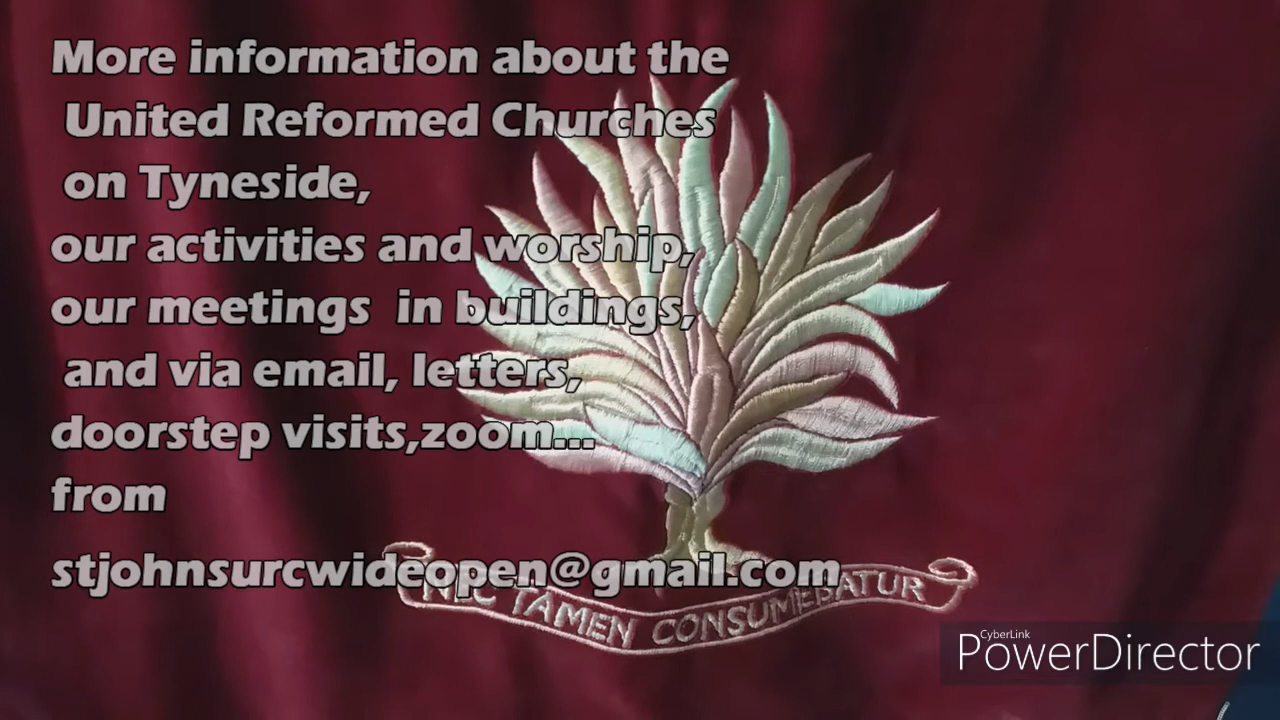 More information about the
United Reformed Churches
on Tyneside,
our activities and worship,
our meetings in buildings,
and via email, letters,
doorstep visits,zoom...
from
stjohnsurcwideopen@gmail.com
NEC TAMEN CONSUMEBATUR
CyberLink
PowerDirector